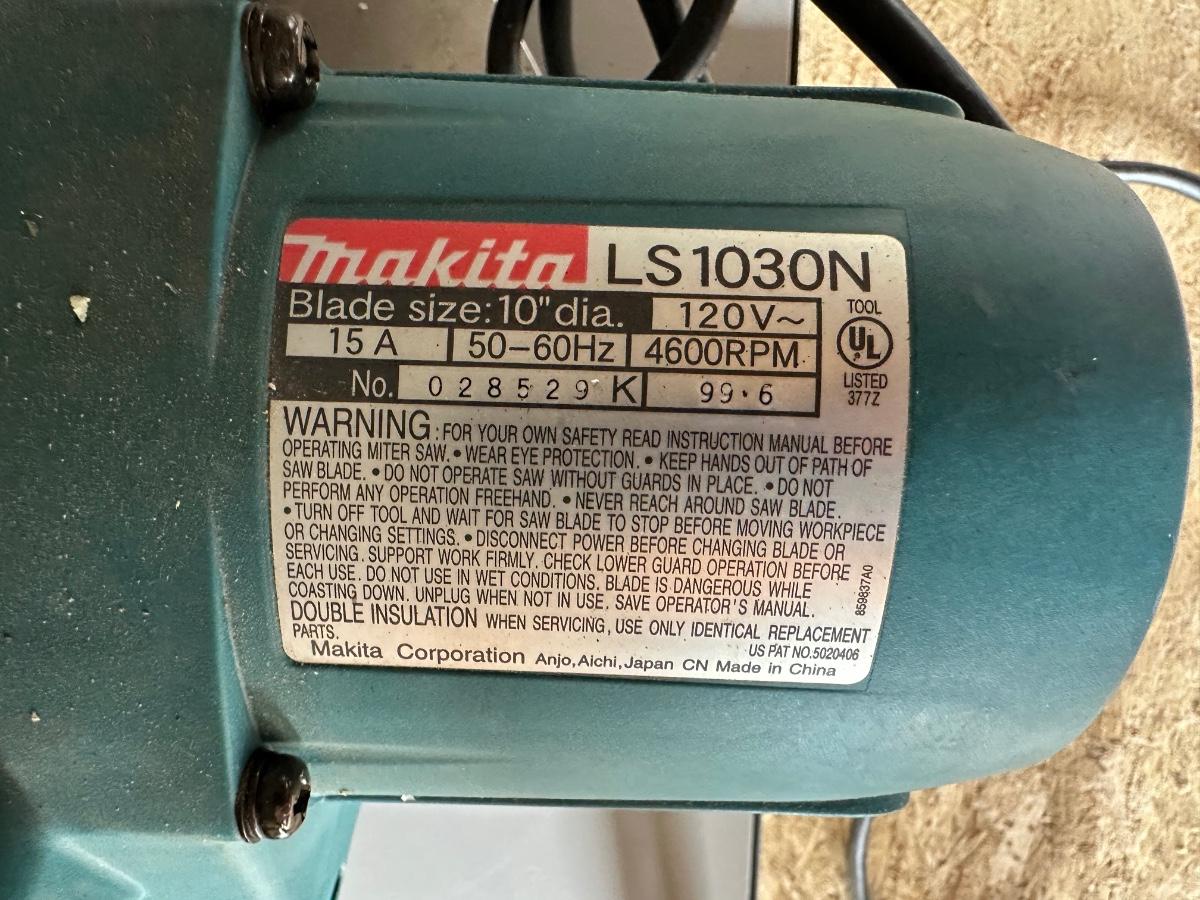 makita LS1030N
Blade size:10"dia. 120V~
15A 50–60Hz 4600RPM
No. 028529 K 99·6
TOOL
UL
LISTED
377Z
WARNING:FOR YOUR OWN SAFETY READ INSTRUCTION MANUAL BEFORE
OPERATING MITER SAW. • WEAR EYE PROTECTION. • KEEP HANDS OUT OF PATH OF
SAW BLADE. • DO NOT OPERATE SAW WITHOUT GUARDS IN PLACE. • DO NOT
PERFORM ANY OPERATION FREEHAND. • NEVER REACH AROUND SAW BLADE.
• TURN OFF TOOL AND WAIT FOR SAW BLADE TO STOP BEFORE MOVING WORKPIECE
OR CHANGING SETTINGS. • DISCONNECT POWER BEFORE CHANGING BLADE OR
SERVICING. SUPPORT WORK FIRMLY. CHECK LOWER GUARD OPERATION BEFORE
EACH USE. DO NOT USE IN WET CONDITIONS. BLADE IS DANGEROUS WHILE
COASTING DOWN. UNPLUG WHEN NOT IN USE. SAVE OPERATOR'S MANUAL.
859837A0
DOUBLE INSULATION WHEN SERVICING, USE ONLY IDENTICAL REPLACEMENT
PARTS.
US PAT NO.5020406
Makita Corporation Anjo,Aichi,Japan CN Made in China